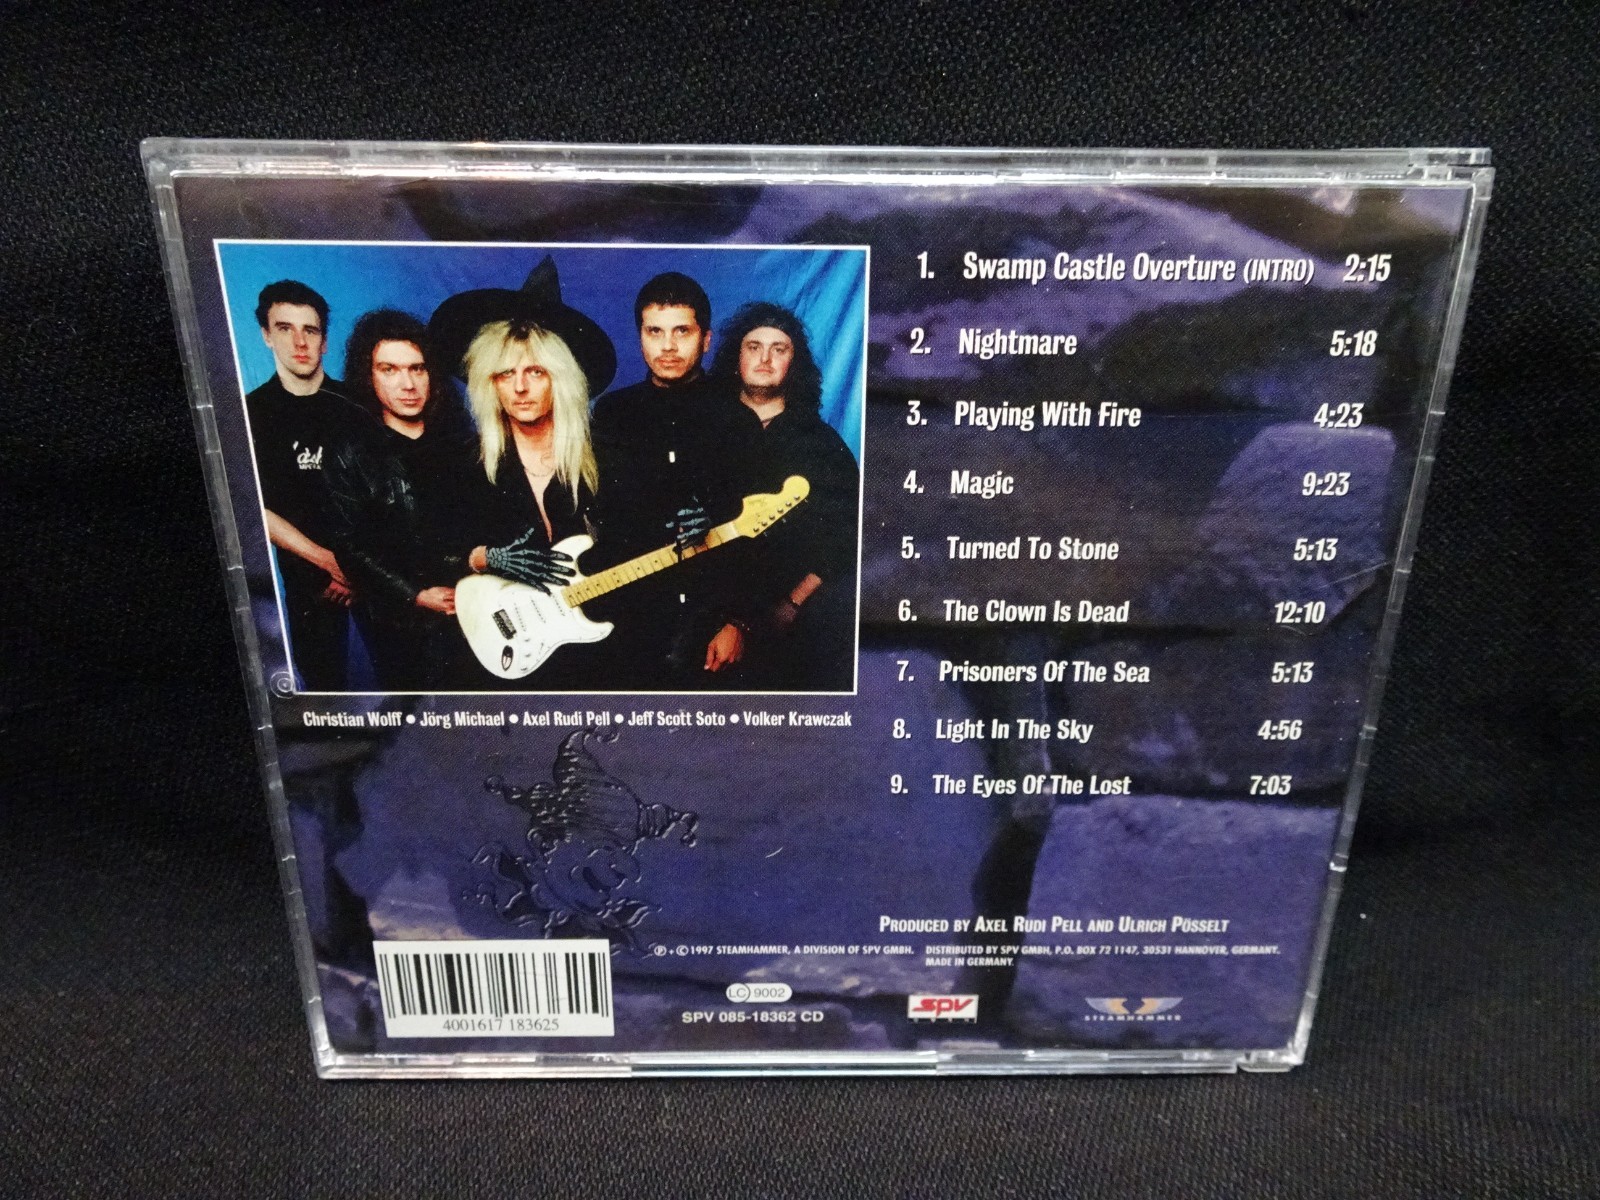 1. Swamp Castle Overture (INTRO) 2:15
2. Nightmare 5:18
3. Playing With Fire 4:23
4. Magic 9:23
5. Turned To Stone 5:13
6. The Clown Is Dead 12:10
7. Prisoners Of The Sea 5:13
8. Light In The Sky 4:56
9. The Eyes Of The Lost 7:03
Christian Wolff • Jörg Michael • Axel Rudi Pell • Jeff Scott Soto • Volker Krawczak
PRODUCED BY AXEL RUDI PELL AND ULRICH PÖSSELT
℗ + © 1997 STEAMHAMMER, A DIVISION OF SPV GMBH. DISTRIBUTED BY SPV GMBH, P.O. BOX 72 1147, 30531 HANNOVER, GERMANY.
MADE IN GERMANY.
4001617 183625
LC 9002
SPV 085-18362 CD
SPV
STEAMHAMMER